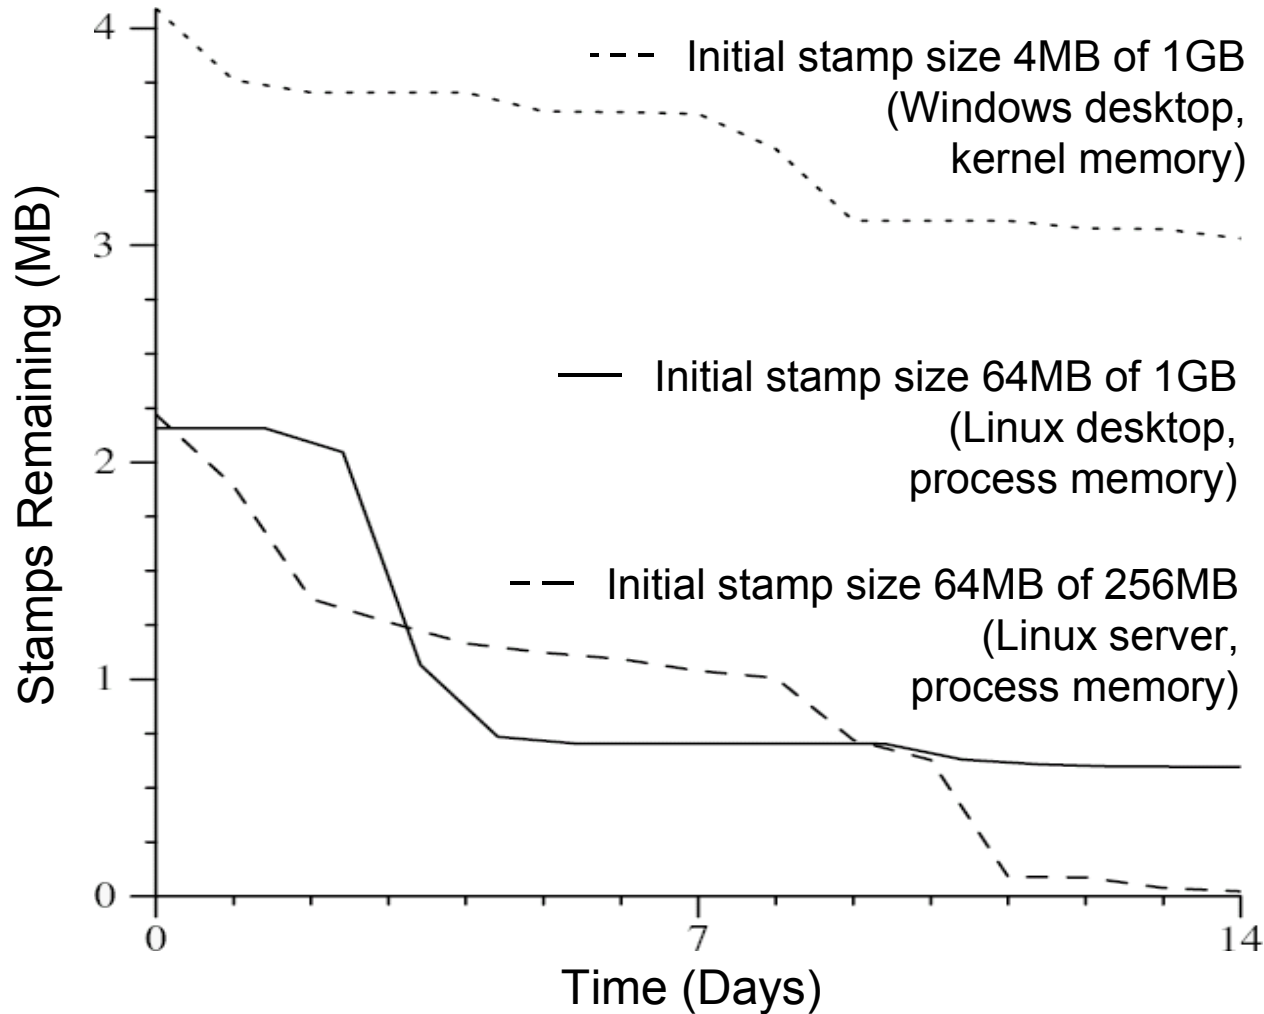 4
Initial stamp size 4MB of 1GB
(Windows desktop,
kernel memory)
3
Stamps Remaining (MB)
Initial stamp size 64MB of 1GB
(Linux desktop,
process memory)
2
Initial stamp size 64MB of 256MB
(Linux server,
process memory)
1
0
0 7 14
Time (Days)